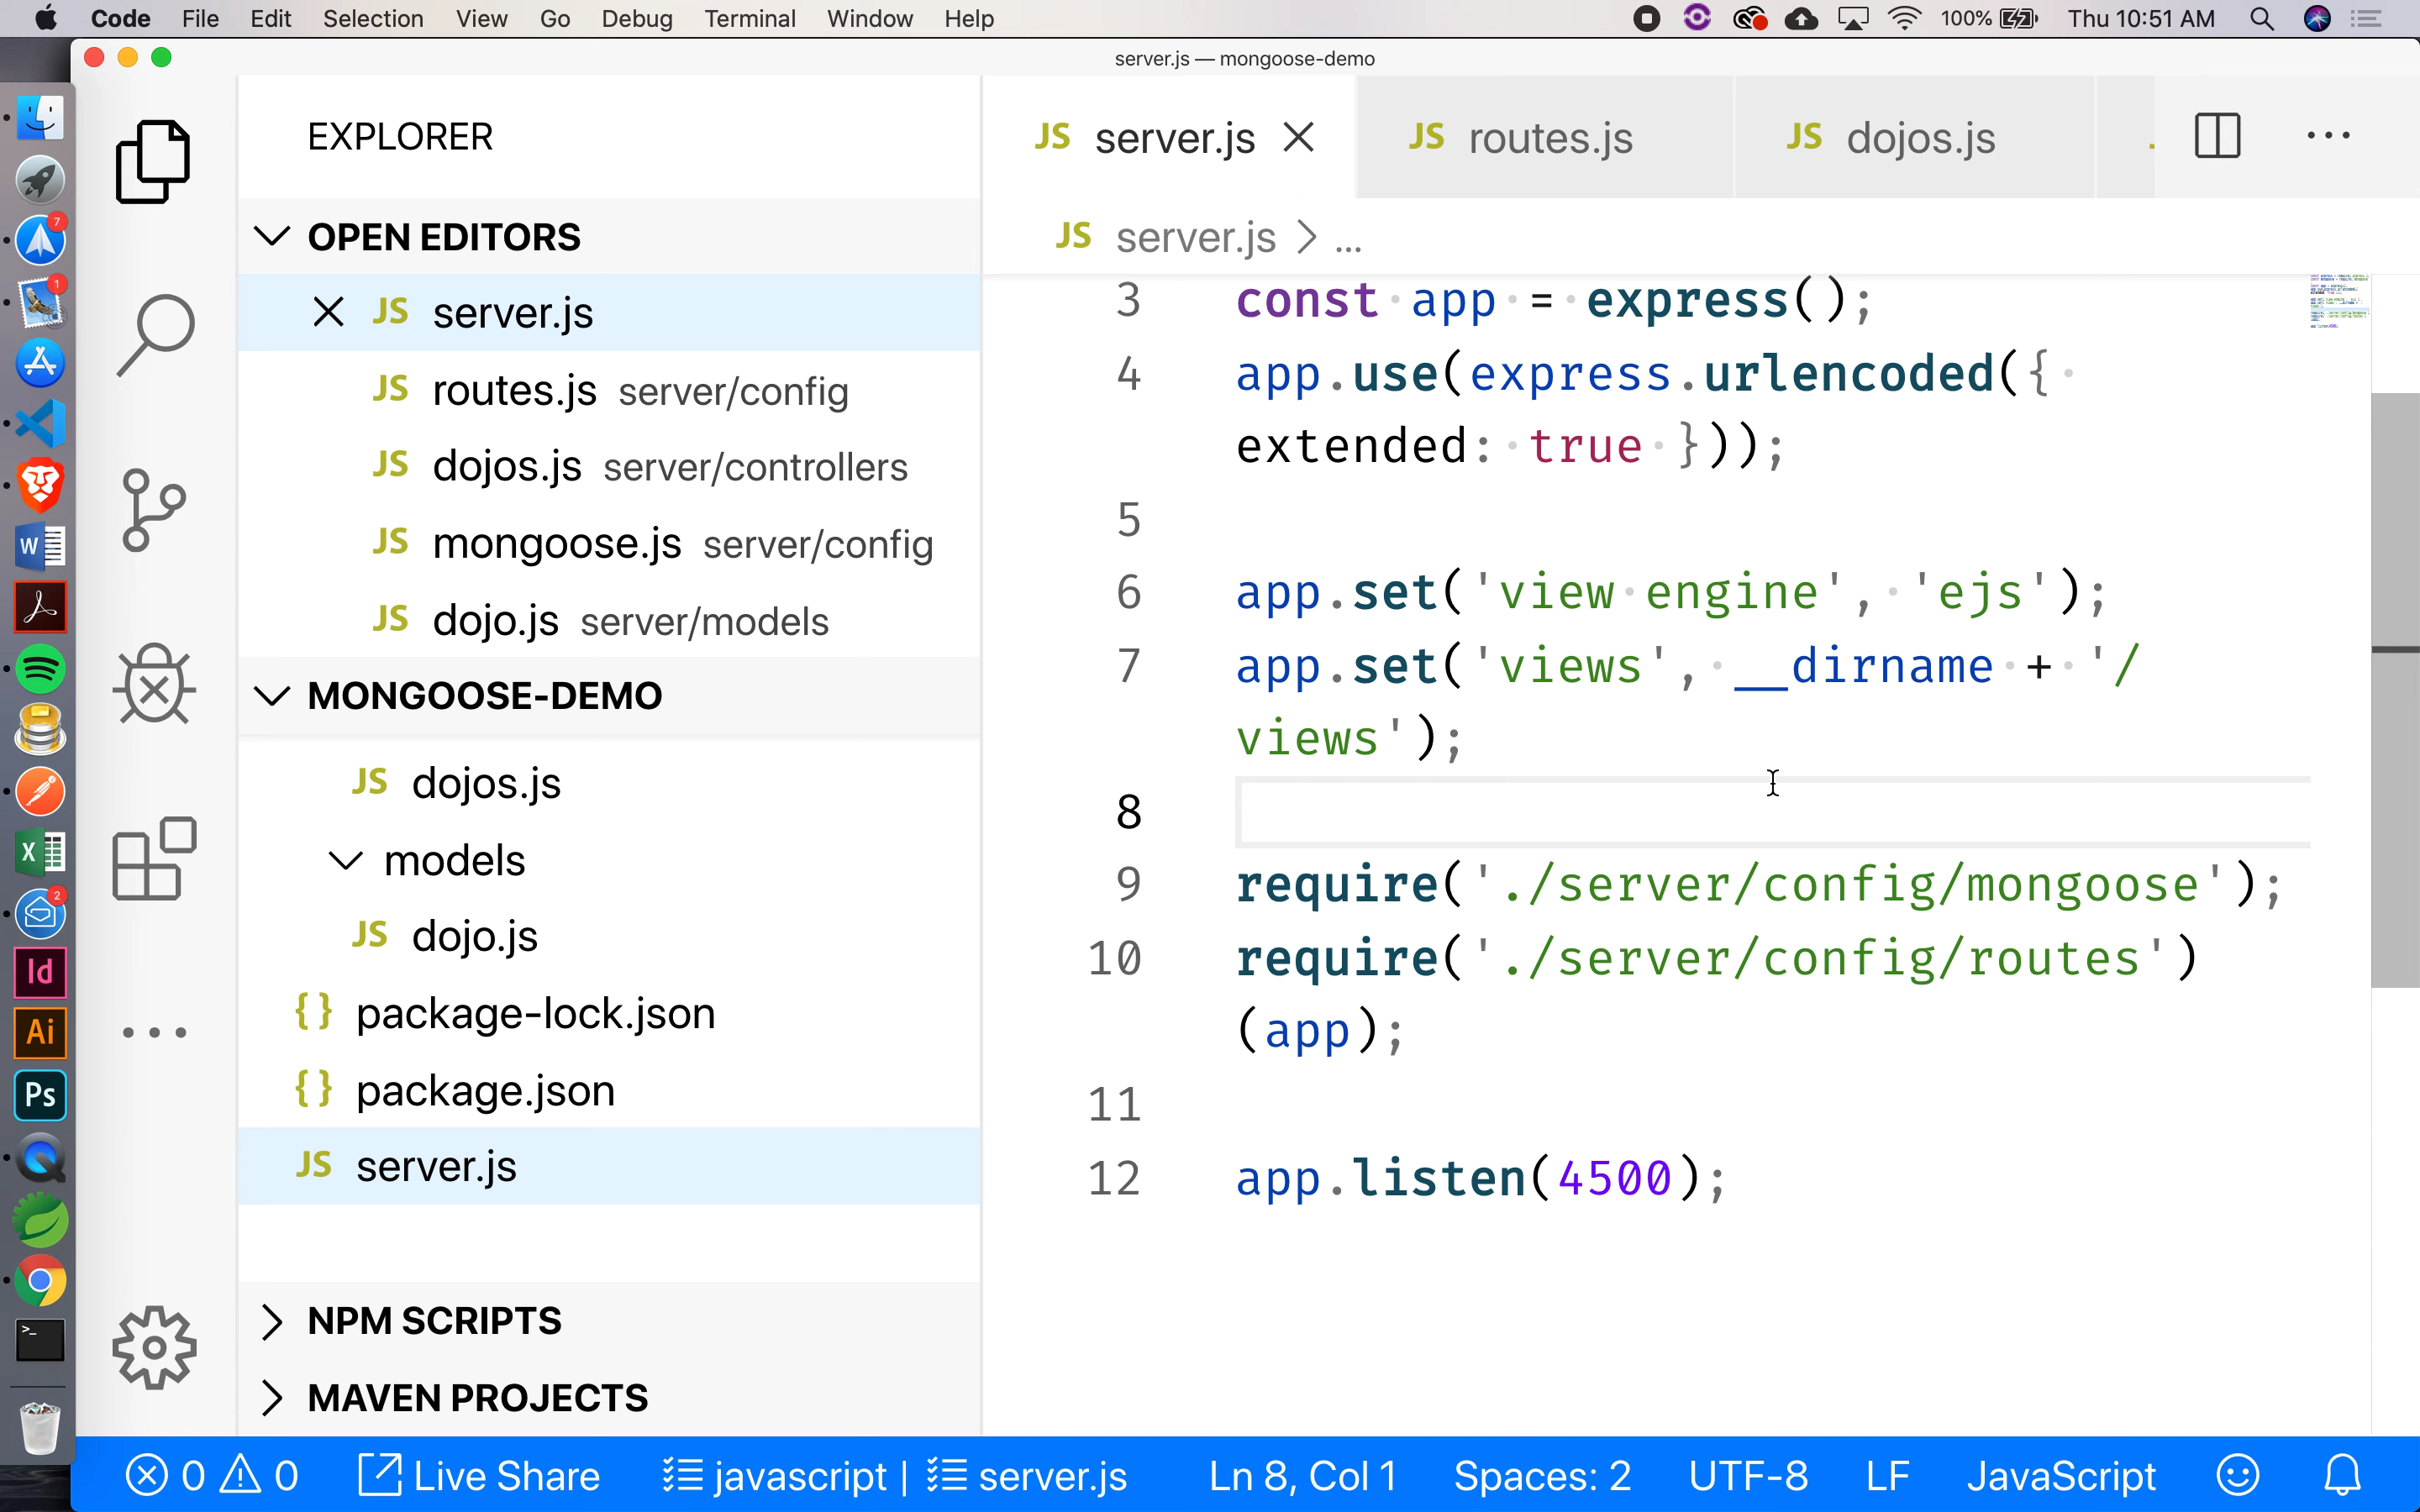 Code File Edit Selection View Go Debug Terminal Window Help 100% Thu 10:51 AM
server.js — mongoose-demo
EXPLORER
OPEN EDITORS
JS server.js
JS routes.js server/config
JS dojos.js server/controllers
JS mongoose.js server/config
JS dojo.js server/models
MONGOOSE-DEMO
JS dojos.js
models
JS dojo.js
{} package-lock.json
{} package.json
JS server.js
NPM SCRIPTS
MAVEN PROJECTS
JS server.js JS routes.js JS dojos.js ...
JS server.js > ...
3 const app = express();
4 app.use(express.urlencoded({
extended: true }));
5
6 app.set('view engine', 'ejs');
7 app.set('views', __dirname + '/
views');
8
9 require('./server/config/mongoose');
10 require('./server/config/routes')
(app);
11
12 app.listen(4500);
0 0 Live Share javascript | server.js Ln 8, Col 1 Spaces: 2 UTF-8 LF JavaScript
7
1
W
X
2
Id
Ai
Ps
>_